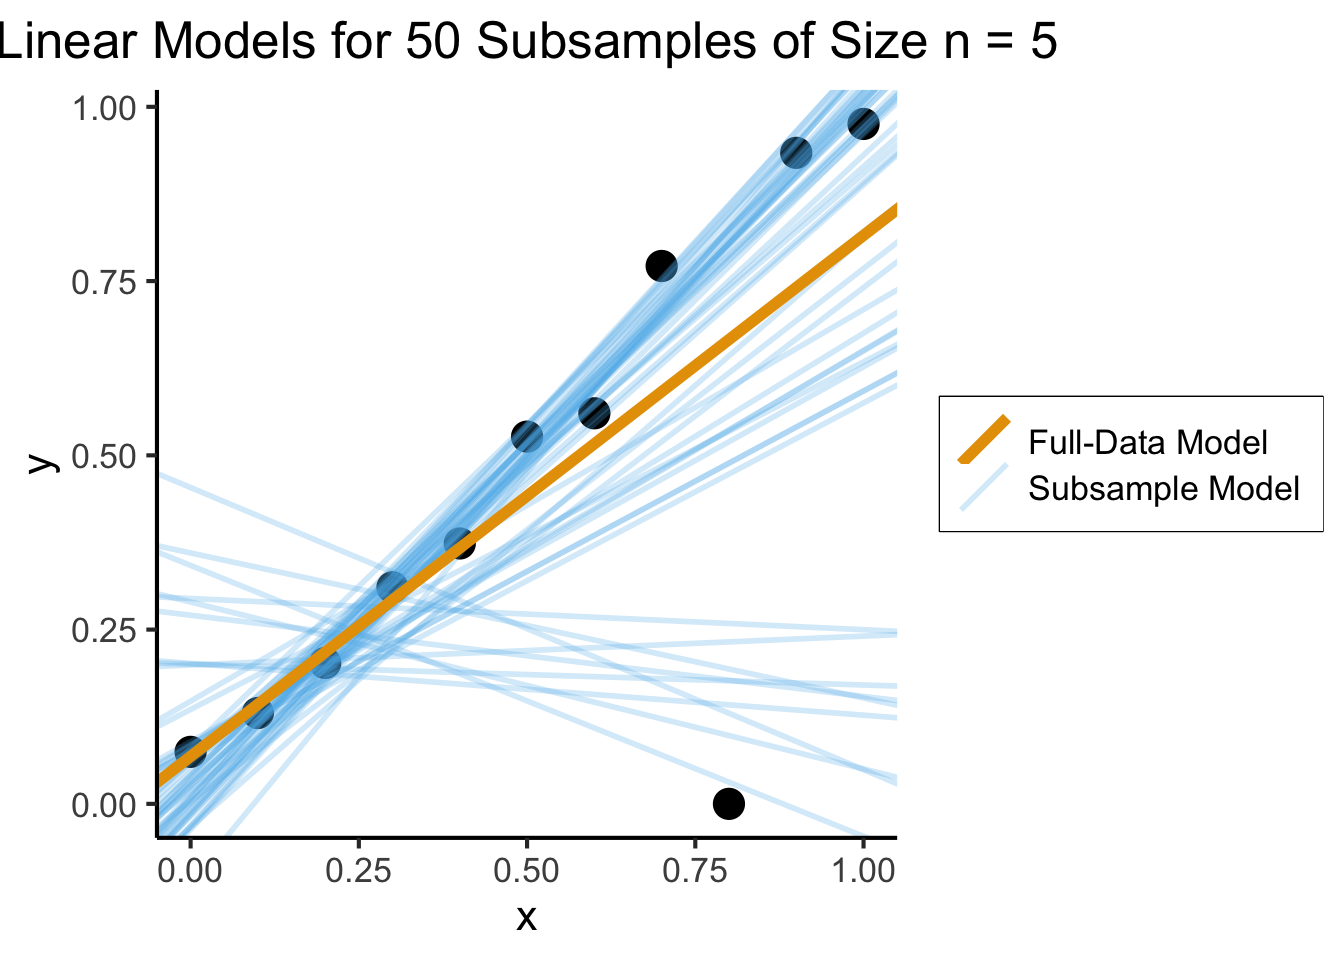 Linear Models for 50 Subsamples of Size n = 5
1.00
0.75
0.50
0.25
0.00
y
0.00 0.25 0.50 0.75 1.00
x
Full-Data Model
Subsample Model